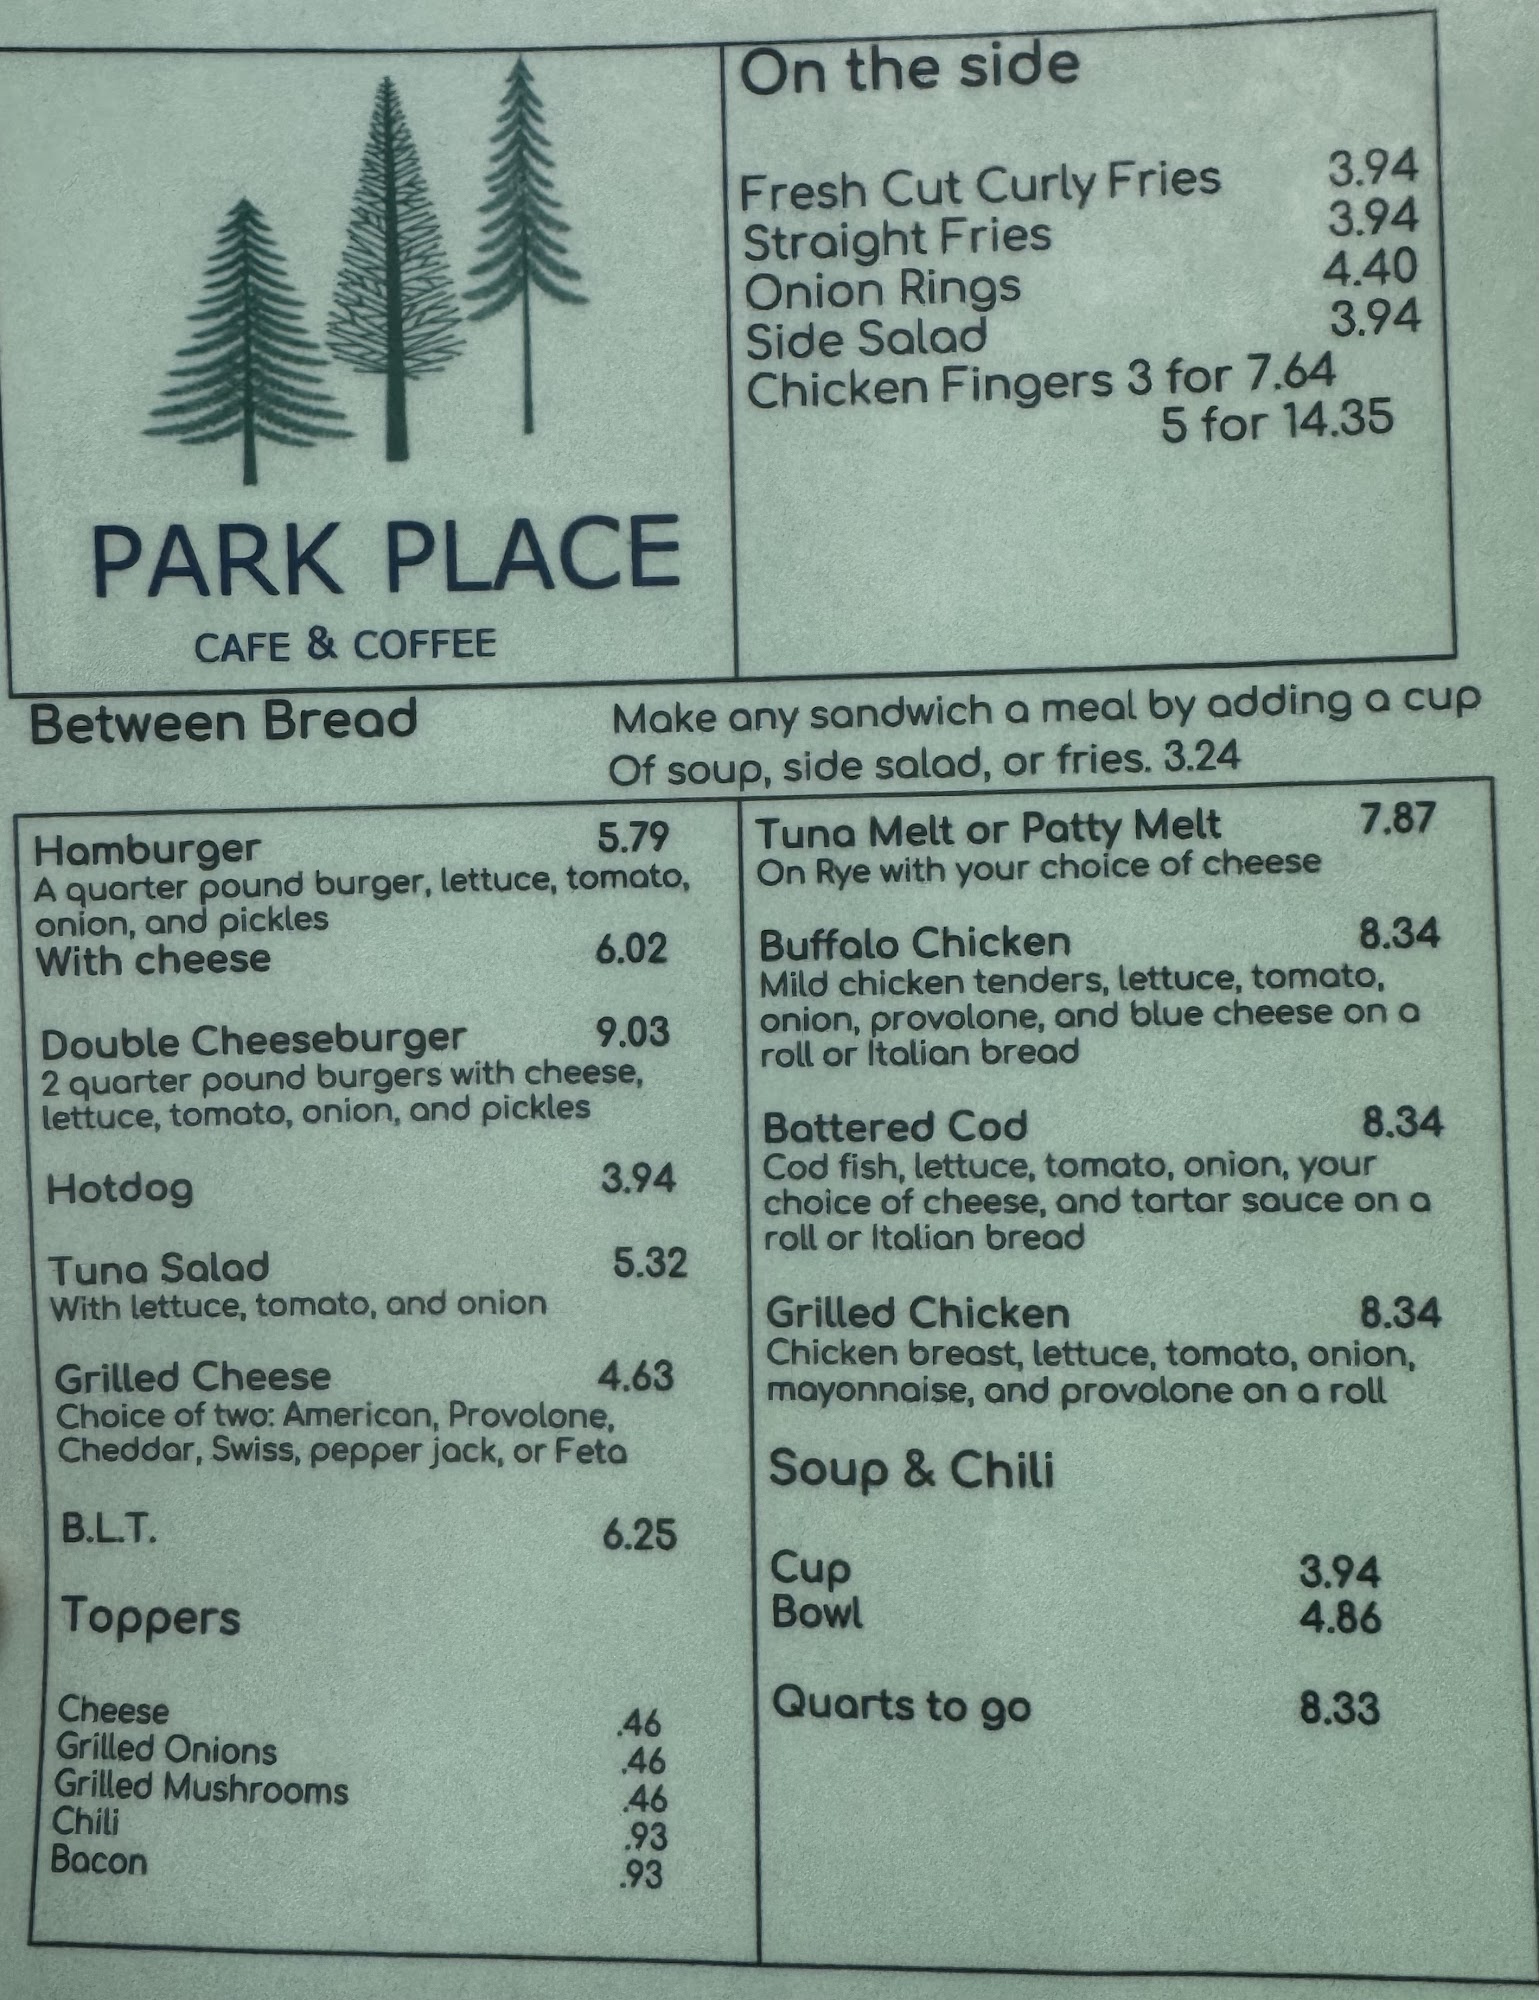 PARK PLACE
CAFE & COFFEE
On the side
Fresh Cut Curly Fries 3.94
Straight Fries 3.94
Onion Rings 4.40
Side Salad 3.94
Chicken Fingers 3 for 7.64
5 for 14.35
Between Bread
Make any sandwich a meal by adding a cup
Of soup, side salad, or fries. 3.24
Hamburger 5.79
A quarter pound burger, lettuce, tomato,
onion, and pickles
With cheese 6.02
Double Cheeseburger 9.03
2 quarter pound burgers with cheese,
lettuce, tomato, onion, and pickles
Hotdog 3.94
Tuna Salad 5.32
With lettuce, tomato, and onion
Grilled Cheese 4.63
Choice of two: American, Provolone,
Cheddar, Swiss, pepper jack, or Feta
B.L.T. 6.25
Toppers
Cheese .46
Grilled Onions .46
Grilled Mushrooms .46
Chili .93
Bacon .93
Tuna Melt or Patty Melt 7.87
On Rye with your choice of cheese
Buffalo Chicken 8.34
Mild chicken tenders, lettuce, tomato,
onion, provolone, and blue cheese on a
roll or Italian bread
Battered Cod 8.34
Cod fish, lettuce, tomato, onion, your
choice of cheese, and tartar sauce on a
roll or Italian bread
Grilled Chicken 8.34
Chicken breast, lettuce, tomato, onion,
mayonnaise, and provolone on a roll
Soup & Chili
Cup 3.94
Bowl 4.86
Quarts to go 8.33